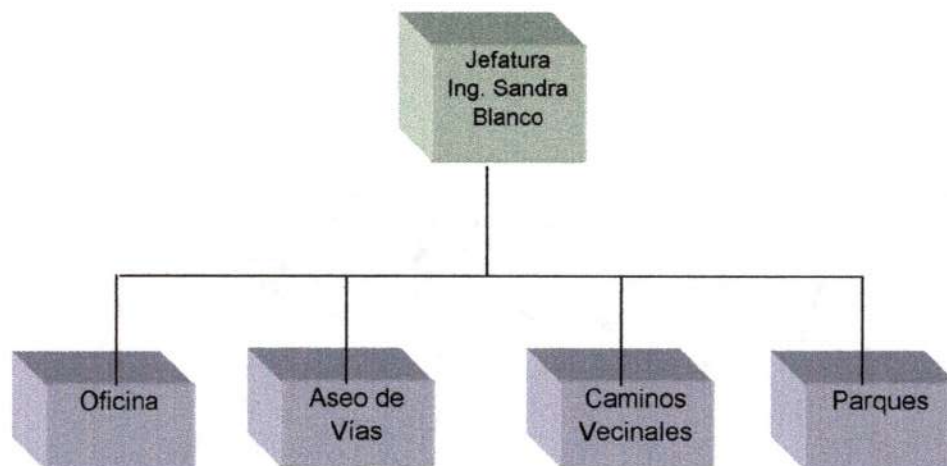 Jefatura
Ing. Sandra
Blanco
Oficina
Aseo de
Vías
Caminos
Vecinales
Parques